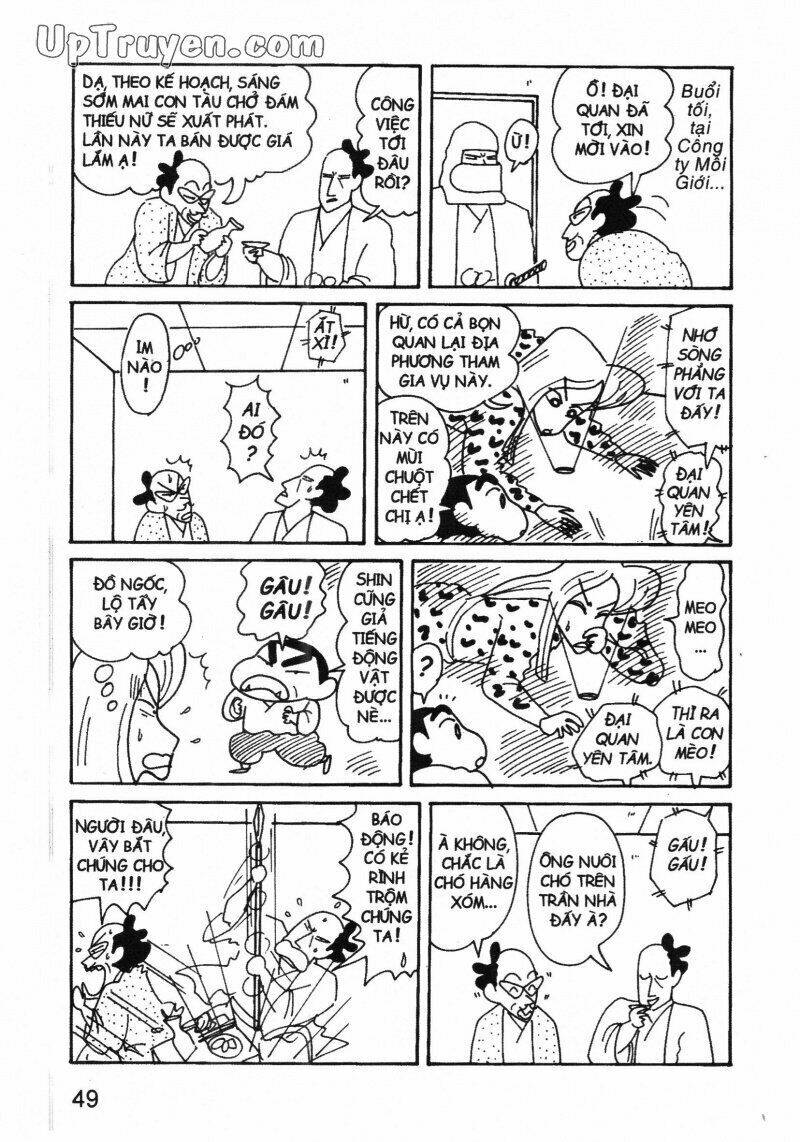 UpTruyen.com
Buổi
tối,
tại
Công
ty Môi
Giới...
Ồ! ĐẠI
QUAN ĐÃ
TỚI, XIN
MỜI VÀO!
Ừ!
CÔNG
VIỆC
TỚI
ĐÂU
RỒI?
DẠ, THEO KẾ HOẠCH, SÁNG
SỚM MAI CON TÀU CHỞ ĐÁM
THIẾU NỮ SẼ XUẤT PHÁT.
LẦN NÀY TA BÁN ĐƯỢC GIÁ
LẮM Ạ!
NHỚ
SÒNG
PHẲNG
VỚI TA
ĐẤY!
ĐẠI
QUAN
YÊN
TÂM!
HỪ, CÓ CẢ BỌN
QUAN LẠI ĐỊA
PHƯƠNG THAM
GIA VỤ NÀY.
TRÊN
NÀY CÓ
MÙI
CHUỘT
CHẾT
CHỊ Ạ!
ẮT
XÌ!
AI
ĐÓ
?
IM
NÀO
!
MEO
MEO
...
THÌ RA
LÀ CON
MÈO!
ĐẠI
QUAN
YÊN TÂM.
?
SHIN
CŨNG
GIẢ
TIẾNG
ĐỘNG
VẬT
ĐƯỢC
NÈ...
GÂU!
GÂU!
ĐỒ NGỐC,
LỘ TẨY
BÂY GIỜ!
GẤU!
GẤU!
ÔNG NUÔI
CHÓ TRÊN
TRẦN NHÀ
ĐẤY À?
À KHÔNG,
CHẮC LÀ
CHÓ HÀNG
XÓM...
BÁO
ĐỘNG!
CÓ KẺ
RINH
TRỘM
CHÚNG
TA!
NGƯỜI ĐÂU,
VÂY BẮT
CHÚNG CHO
TA!!!
49